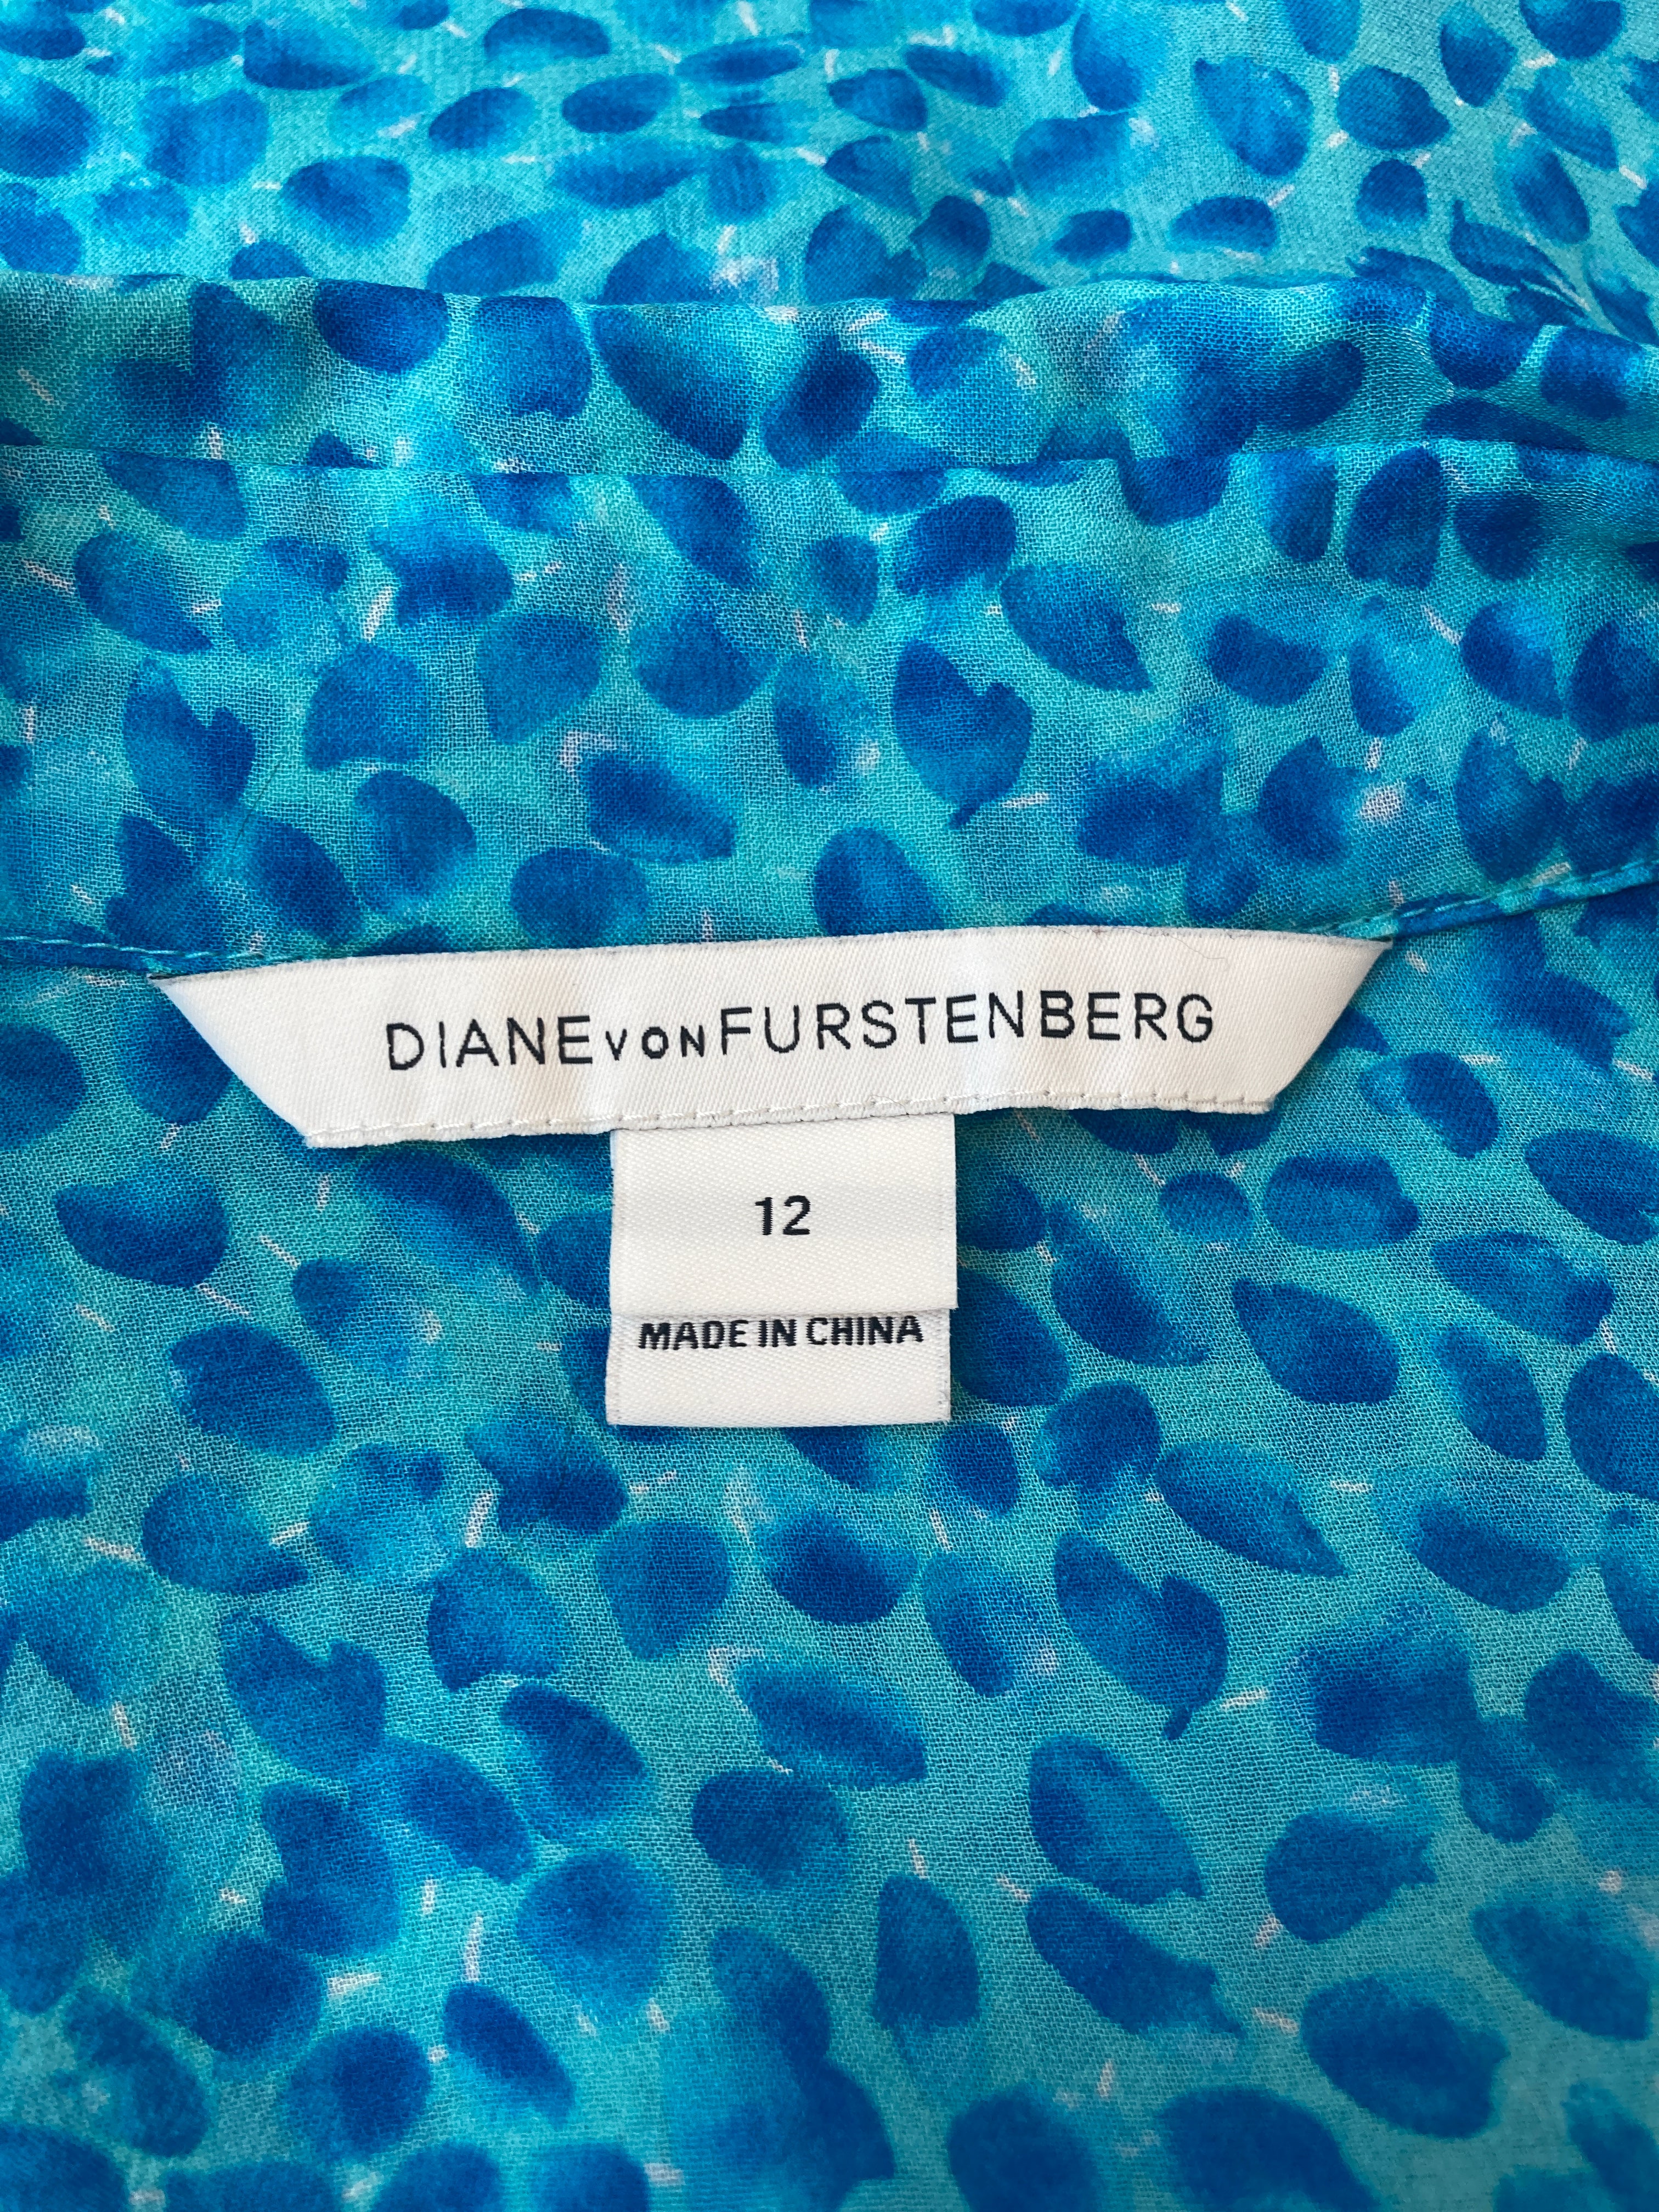 DIANE VON FURSTENBERG
12
MADE IN CHINA